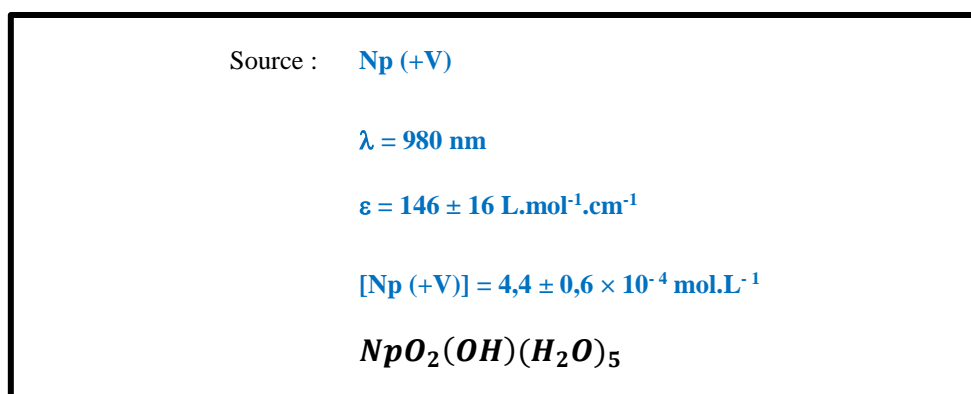 Source : Np (+V)
λ = 980 nm
ε = 146 ± 16 L.mol⁻¹.cm⁻¹
[Np (+V)] = 4,4 ± 0,6 × 10⁻⁴ mol.L⁻¹
NpO₂(OH)(H₂O)₅